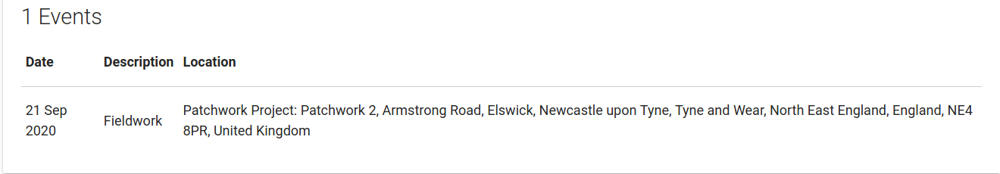 1 Events
Date Description Location
21 Sep 2020 Fieldwork Patchwork Project: Patchwork 2, Armstrong Road, Elswick, Newcastle upon Tyne, Tyne and Wear, North East England, England, NE4
8PR, United Kingdom